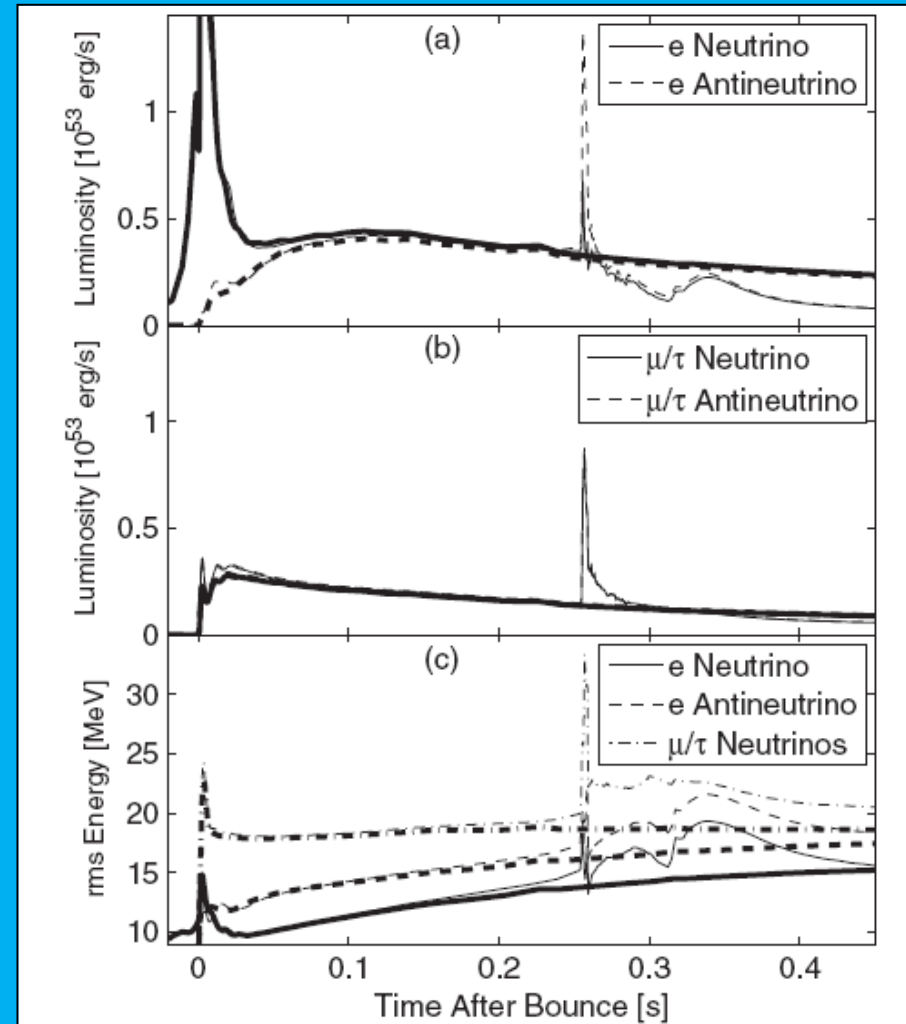 (a)
e Neutrino
e Antineutrino
Luminosity [10^53 erg/s]
1
0.5
0
(b)
μ/τ Neutrino
μ/τ Antineutrino
Luminosity [10^53 erg/s]
1
0.5
0
(c)
e Neutrino
e Antineutrino
μ/τ Neutrinos
rms Energy [MeV]
30
25
20
15
10
0 0.1 0.2 0.3 0.4
Time After Bounce [s]